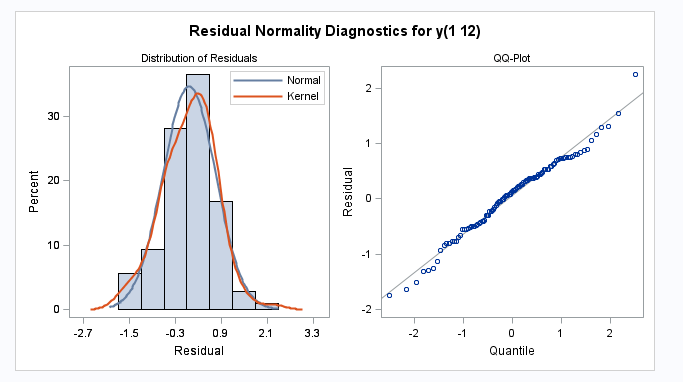 Residual Normality Diagnostics for y(1 12)
Distribution of Residuals
Normal
Kernel
Percent
30
20
10
0
-2.7 -1.5 -0.3 0.9 2.1 3.3
Residual
QQ-Plot
Residual
2
1
0
-1
-2
-2 -1 0 1 2
Quantile